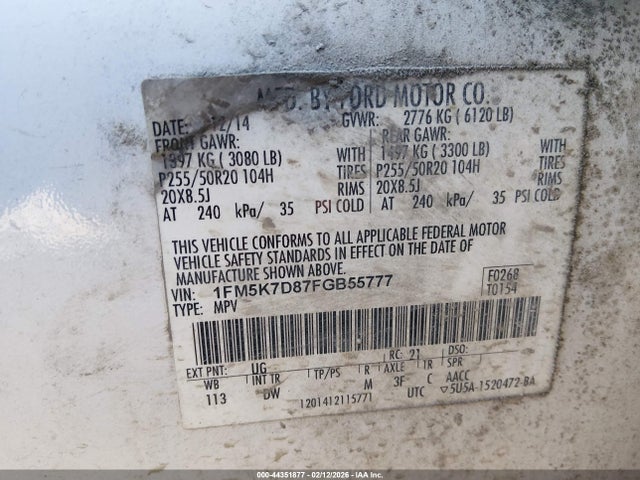 MFD. BY FORD MOTOR CO.
DATE: 12/14 GVWR: 2776 KG ( 6120 LB)
FRONT GAWR: REAR GAWR:
1397 KG ( 3080 LB) WITH 1497 KG ( 3300 LB) WITH
P255/50R20 104H TIRES P255/50R20 104H TIRES
20X8.5J RIMS 20X8.5J RIMS
AT 240 kPa/ 35 PSI COLD AT 240 kPa/ 35 PSI COLD
THIS VEHICLE CONFORMS TO ALL APPLICABLE FEDERAL MOTOR
VEHICLE SAFETY STANDARDS IN EFFECT ON THE DATE OF
MANUFACTURE SHOWN ABOVE.
VIN: 1FM5K7D87FGB55777 F0268
TYPE: MPV T0154
EXT PNT: UG RC: 21 DSO:
WB INT TR TP/PS R AXLE TR SPR
113 DW M 3F C AACC
1201412115771 UTC ▽5U5A-1520472-BA
000-44351877 - 02/12/2026 - IAA Inc.